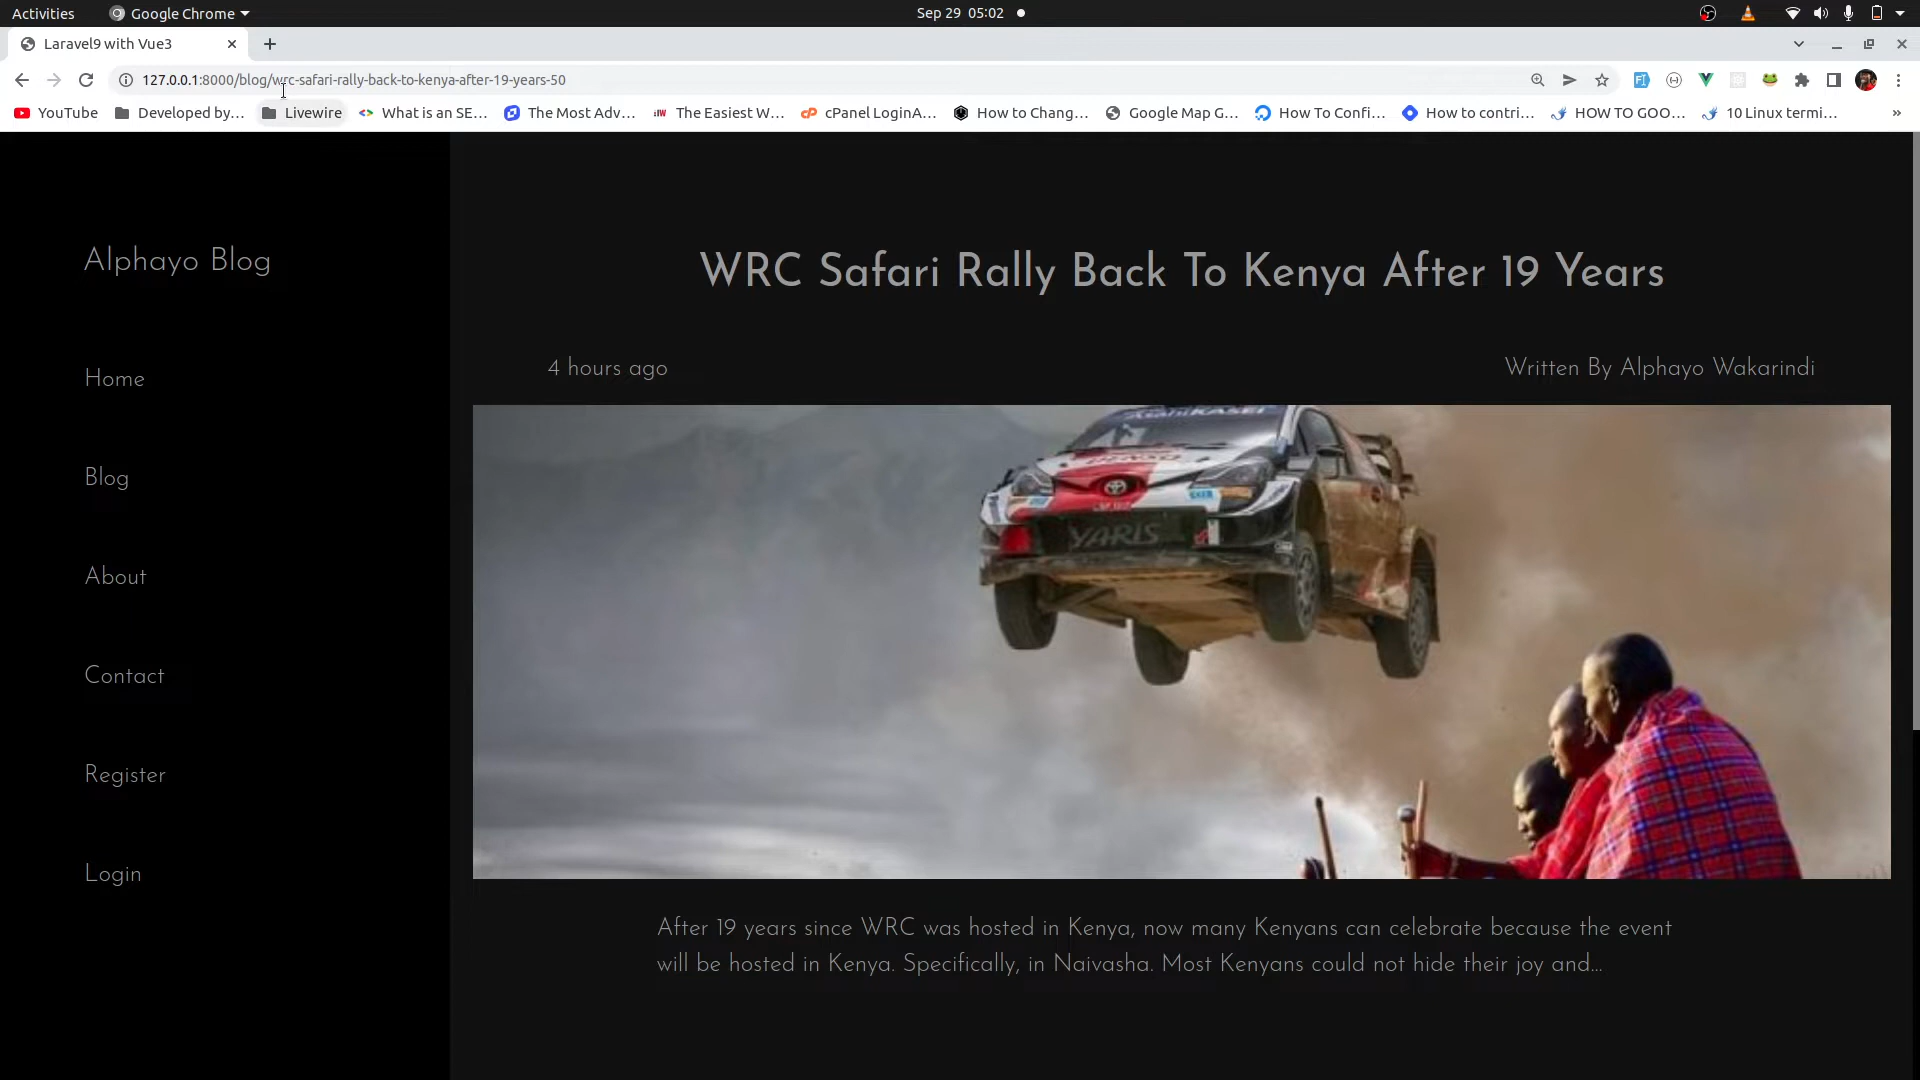 Activities
Google Chrome
Sep 29 05:02
Laravel9 with Vue3
127.0.0.1:8000/blog/wrc-safari-rally-back-to-kenya-after-19-years-50
YouTube
Developed by...
Livewire
What is an SE...
The Most Adv...
The Easiest W...
cPanel LoginA...
How to Chang...
Google Map G...
How To Confi...
How to contri...
HOW TO GOO...
10 Linux termi...
Alphayo Blog
Home
Blog
About
Contact
Register
Login
WRC Safari Rally Back To Kenya After 19 Years
4 hours ago
Written By Alphayo Wakarindi
AsahiKASEI
DENSO
YARIS
After 19 years since WRC was hosted in Kenya, now many Kenyans can celebrate because the event
will be hosted in Kenya. Specifically, in Naivasha. Most Kenyans could not hide their joy and...